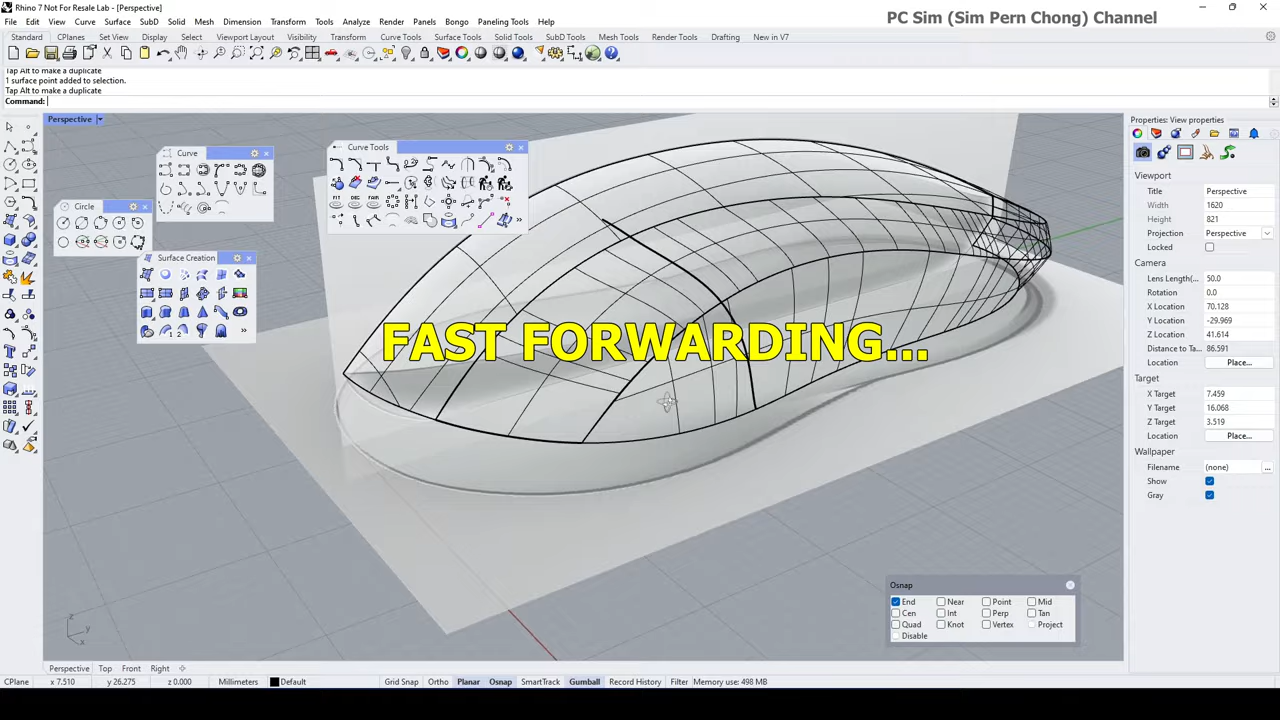 Rhino 7 Not For Resale Lab - [Perspective]
PC Sim (Sim Pern Chong) Channel
File Edit View Curve Surface SubD Solid Mesh Dimension Transform Tools Analyze Render Panels Bongo Paneling Tools Help
Standard CPlanes Set View Display Select Viewport Layout Visibility Transform Curve Tools Surface Tools Solid Tools SubD Tools Mesh Tools Render Tools Drafting New in V7
Tap Alt to make a duplicate
1 surface point added to selection.
Tap Alt to make a duplicate
Command:
Perspective
Curve
Curve Tools
Circle
Surface Creation
FAST FORWARDING...
Properties: View properties
Viewport
Title Perspective
Width 1620
Height 821
Projection Perspective
Locked
Camera
Lens Length(... 50.0
Rotation 0.0
X Location 70.128
Y Location -29.969
Z Location 41.614
Distance to Ta... 86.591
Location Place...
Target
X Target 7.459
Y Target 16.068
Z Target 3.519
Location Place...
Wallpaper
Filename (none) ...
Show
Gray
Osnap
End Near Point Mid
Cen Int Perp Tan
Quad Knot Vertex Project
Disable
z
y
x
Perspective Top Front Right
CPlane x 7.510 y 26.275 z 0.000 Millimeters Default Grid Snap Ortho Planar Osnap SmartTrack Gumball Record History Filter Memory use: 498 MB